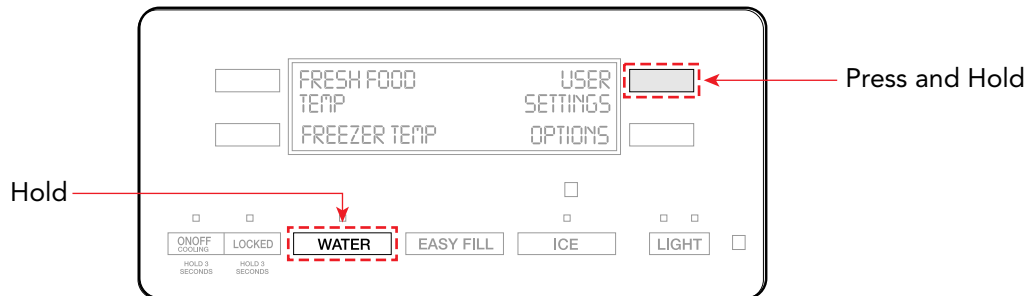 FRESH FOOD
TEMP
USER
SETTINGS
FREEZER TEMP
OPTIONS
Press and Hold
Hold
ONOFF
COOLING
LOCKED
WATER
EASY FILL
ICE
LIGHT
HOLD 3
SECONDS
HOLD 3
SECONDS